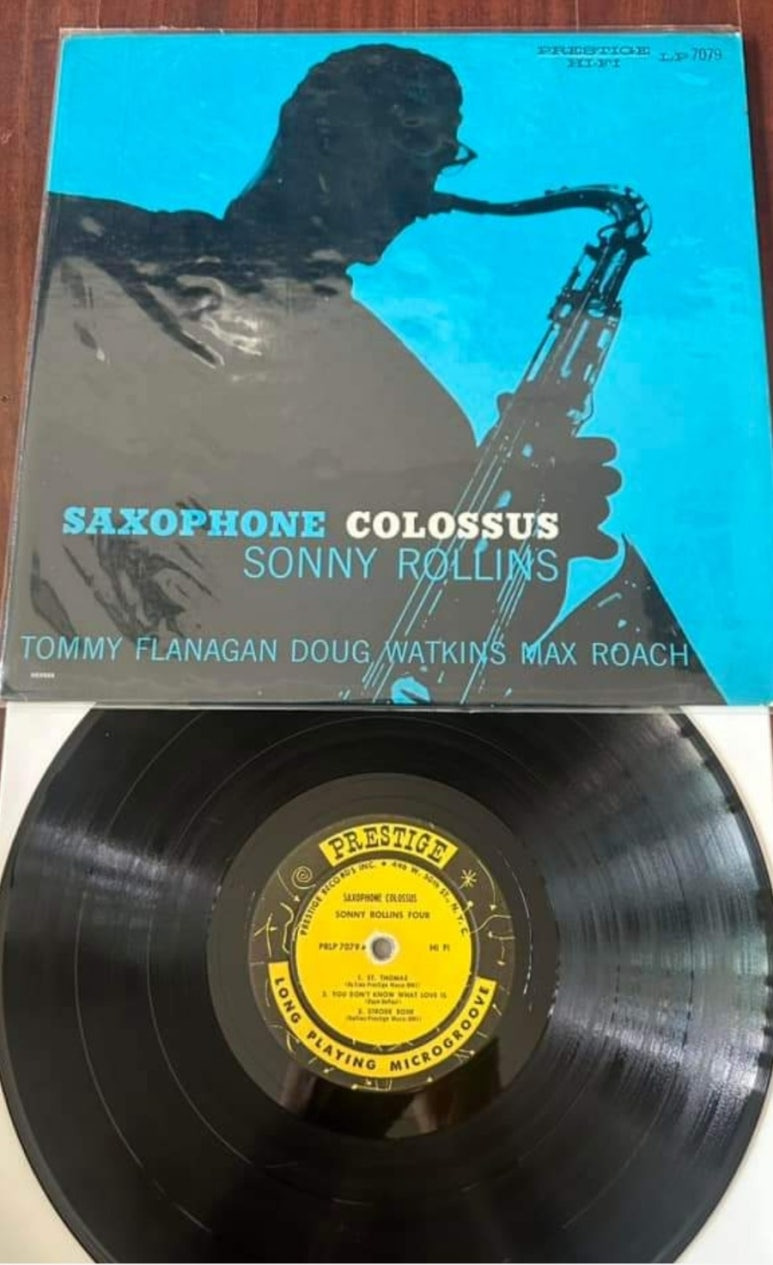 PRESTIGE LP 7079
HI-FI
SAXOPHONE COLOSSUS
SONNY ROLLINS
TOMMY FLANAGAN DOUG WATKINS MAX ROACH
PRESTIGE
PRESTIGE RECORDS INC. • 446 W. 50th ST., N. Y. C.
SAXOPHONE COLOSSUS
SONNY ROLLINS FOUR
PRLP 7079 HI FI
1. ST. THOMAS
2. YOU DON'T KNOW WHAT LOVE IS
3. STRODE RODE
LONG PLAYING MICROGROOVE